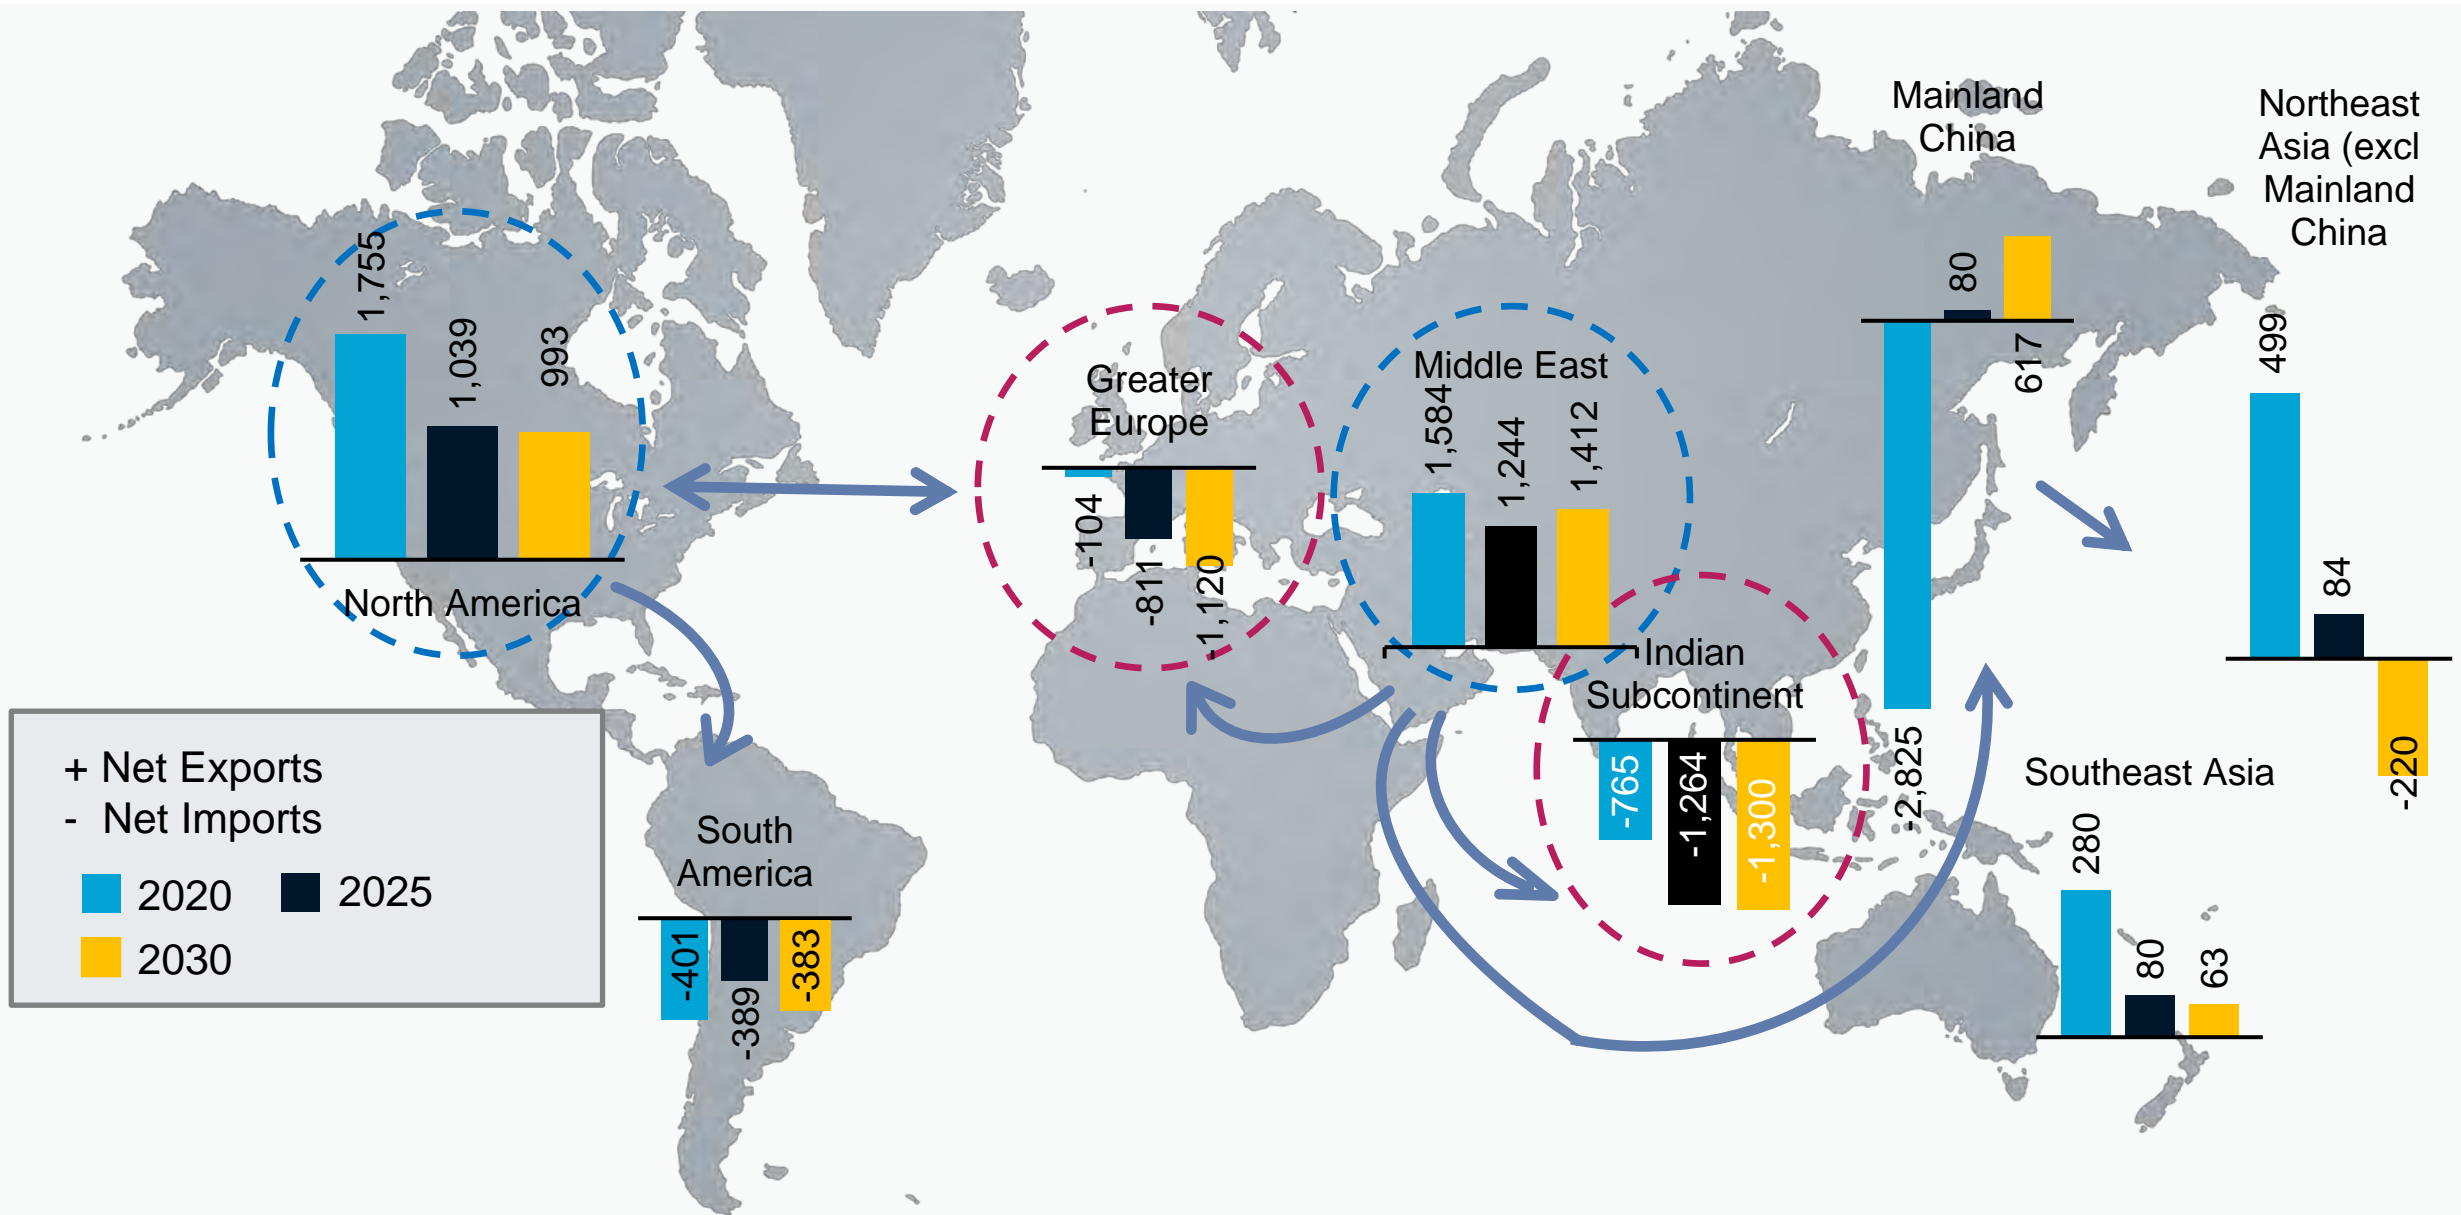 Mainland
China
Northeast
Asia (excl
Mainland
China
1,755
1,039
993
North America
Greater
Europe
-104
-811
-1,120
Middle East
1,584
1,244
1,412
80
617
-2,825
499
84
-220
Indian
Subcontinent
-765
-1,264
-1,300
Southeast Asia
280
80
63
South
America
-401
-389
-383
+ Net Exports
- Net Imports
2020
2025
2030